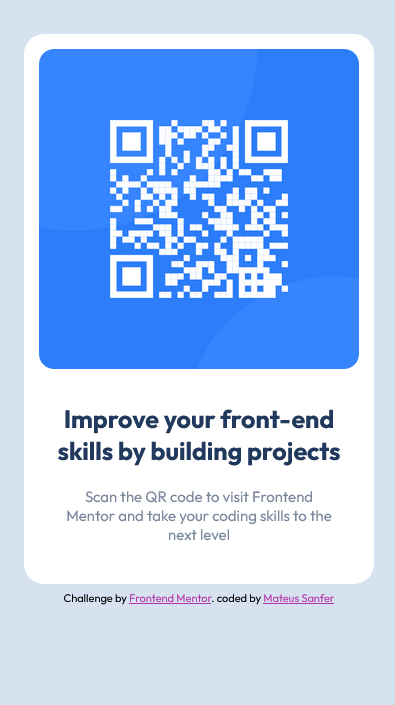 Improve your front-end
skills by building projects
Scan the QR code to visit Frontend
Mentor and take your coding skills to the
next level
Challenge by Frontend Mentor. coded by Mateus Sanfer